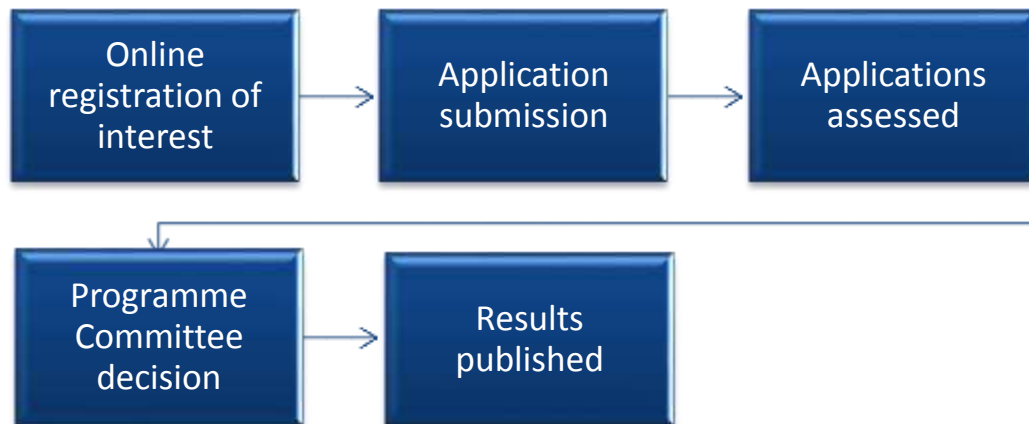 Online
registration of
interest
Application
submission
Applications
assessed
Programme
Committee
decision
Results
published